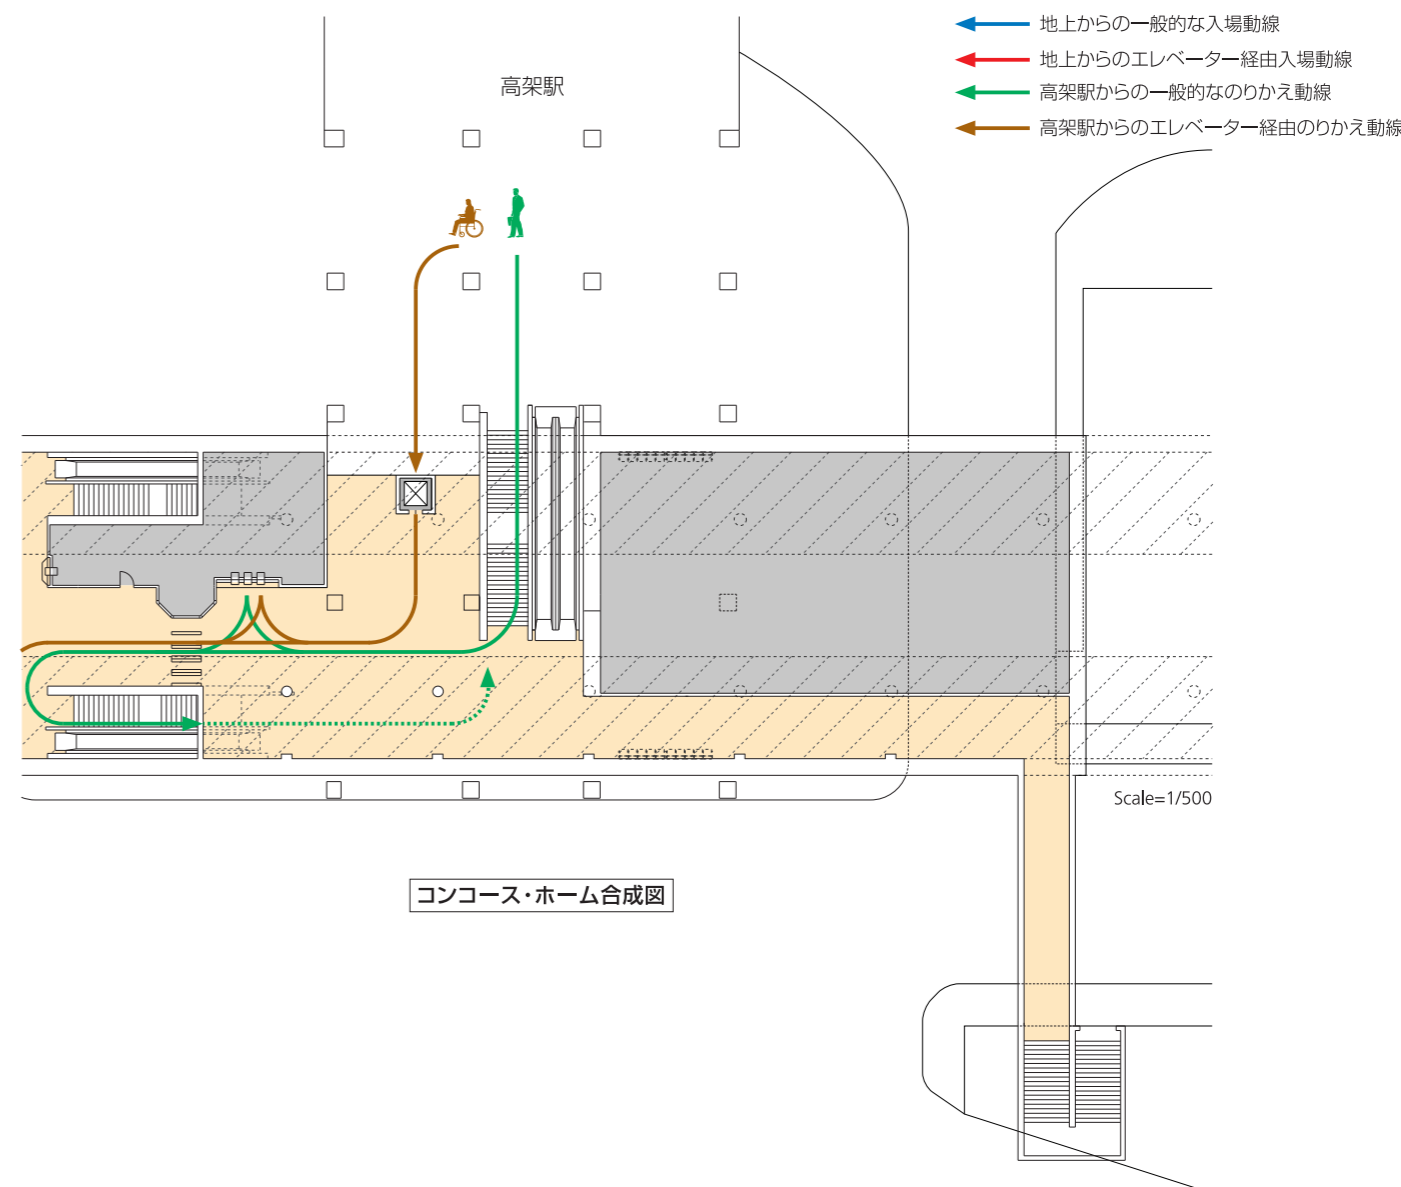 地上からの一般的な入場動線
地上からのエレベーター経由入場動線
高架駅からの一般的なのりかえ動線
高架駅からのエレベーター経由のりかえ動線
高架駅
Scale=1/500
コンコース・ホーム合成図